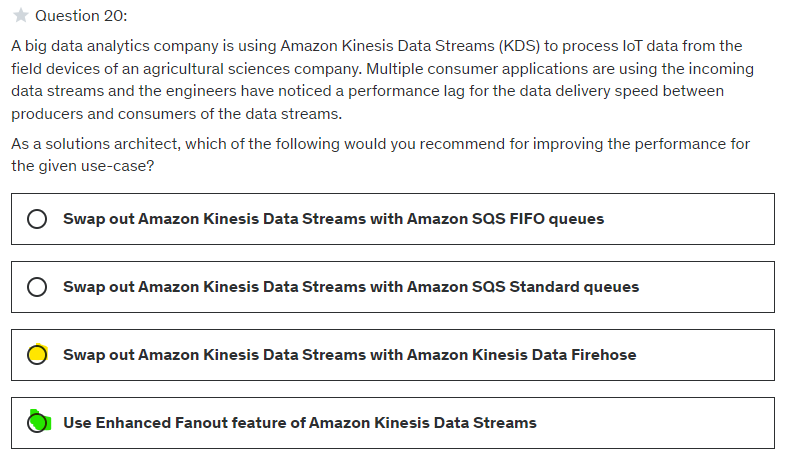 Question 20:
A big data analytics company is using Amazon Kinesis Data Streams (KDS) to process IoT data from the
field devices of an agricultural sciences company. Multiple consumer applications are using the incoming
data streams and the engineers have noticed a performance lag for the data delivery speed between
producers and consumers of the data streams.
As a solutions architect, which of the following would you recommend for improving the performance for
the given use-case?
Swap out Amazon Kinesis Data Streams with Amazon SQS FIFO queues
Swap out Amazon Kinesis Data Streams with Amazon SQS Standard queues
Swap out Amazon Kinesis Data Streams with Amazon Kinesis Data Firehose
Use Enhanced Fanout feature of Amazon Kinesis Data Streams